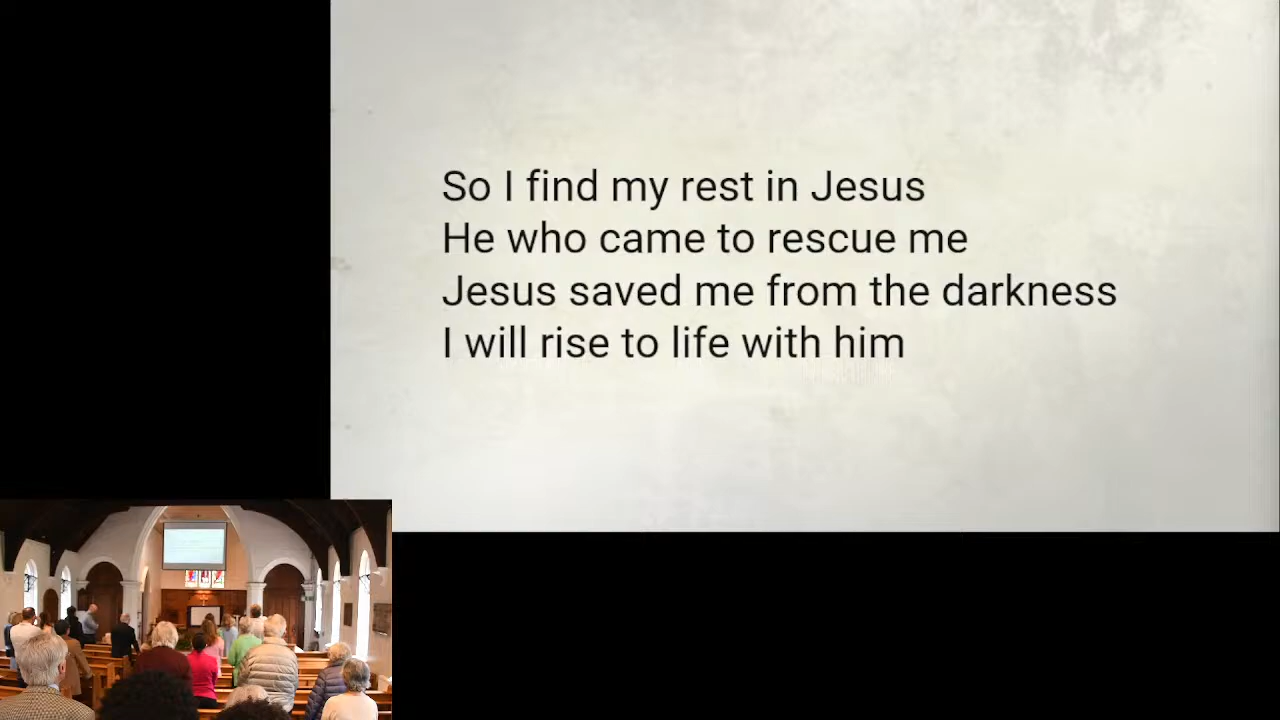 So I find my rest in Jesus
He who came to rescue me
Jesus saved me from the darkness
I will rise to life with him